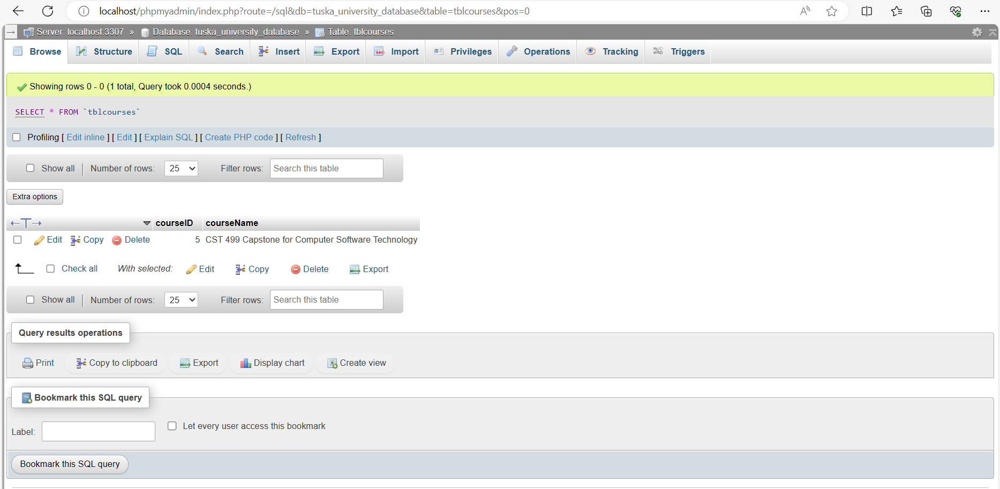 localhost/phpmyadmin/index.php?route=/sql&db=tuska_university_database&table=tblcourses&pos=0
Server: localhost:3307 » Database: tuska_university_database » Table: tblcourses
Browse Structure SQL Search Insert Export Import Privileges Operations Tracking Triggers
Showing rows 0 - 0 (1 total, Query took 0.0004 seconds.)
SELECT * FROM `tblcourses`
Profiling [ Edit inline ] [ Edit ] [ Explain SQL ] [ Create PHP code ] [ Refresh ]
Show all Number of rows: 25 Filter rows: Search this table
Extra options
←T→ courseID courseName
Edit Copy Delete 5 CST 499 Capstone for Computer Software Technology
Check all With selected: Edit Copy Delete Export
Show all Number of rows: 25 Filter rows: Search this table
Query results operations
Print Copy to clipboard Export Display chart Create view
Bookmark this SQL query
Label: Let every user access this bookmark
Bookmark this SQL query